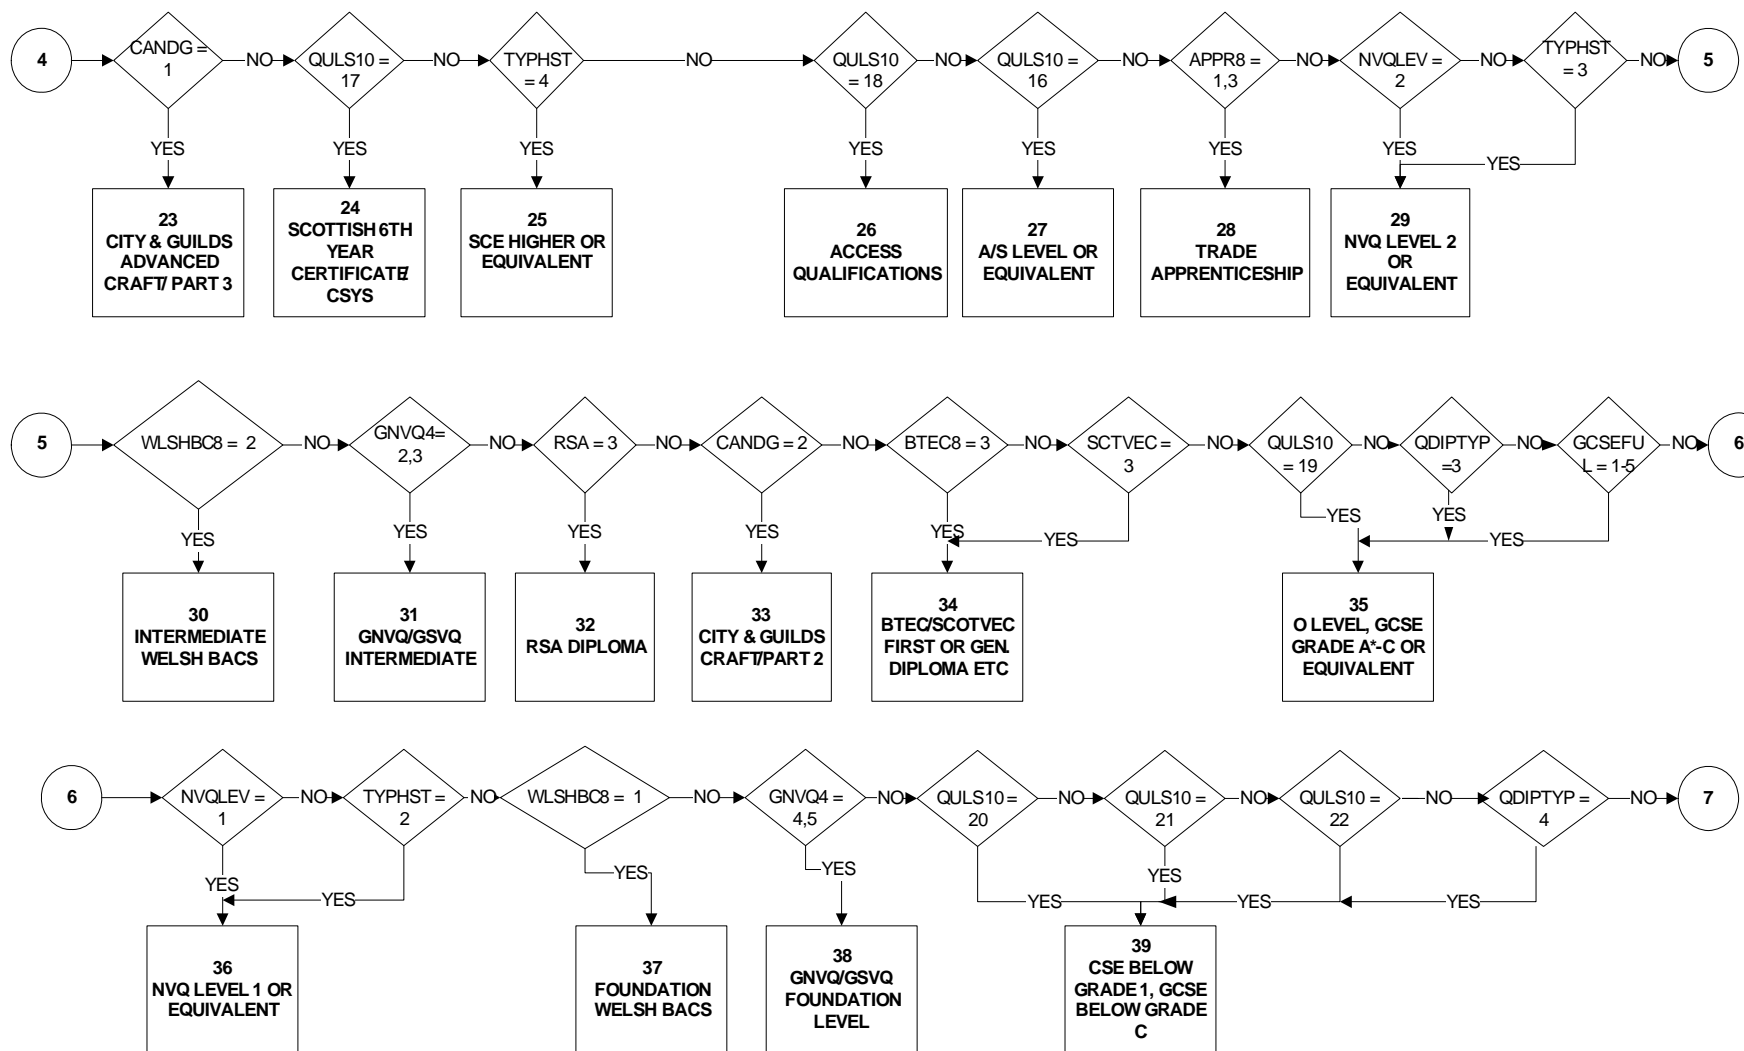 4
CANDG =
1
NO
QULS10 =
17
NO
TYPHST
= 4
NO
QULS10
= 18
NO
QULS10 =
16
NO
APPR8 =
1,3
NO
NVQLEV =
2
NO
TYPHST
= 3
NO
5
YES
YES
YES
YES
YES
YES
YES
YES
23
CITY & GUILDS
ADVANCED
CRAFT/ PART 3
24
SCOTTISH 6TH
YEAR
CERTIFICATE/
CSYS
25
SCE HIGHER OR
EQUIVALENT
26
ACCESS
QUALIFICATIONS
27
A/S LEVEL OR
EQUIVALENT
28
TRADE
APPRENTICESHIP
29
NVQ LEVEL 2
OR
EQUIVALENT
5
WLSHBC8 = 2
NO
GNVQ4=
2,3
NO
RSA = 3
NO
CANDG = 2
NO
BTEC8 = 3
NO
SCTVEC =
3
NO
QULS10
= 19
NO
QDIPTYP
=3
NO
GCSEFU
L = 1-5
NO
6
YES
YES
YES
YES
YES
YES
YES
YES
YES
30
INTERMEDIATE
WELSH BACS
31
GNVQ/GSVQ
INTERMEDIATE
32
RSA DIPLOMA
33
CITY & GUILDS
CRAFT/PART 2
34
BTEC/SCOTVEC
FIRST OR GEN.
DIPLOMA ETC
35
O LEVEL, GCSE
GRADE A*-C OR
EQUIVALENT
6
NVQLEV =
1
NO
TYPHST =
2
NO
WLSHBC8 = 1
NO
GNVQ4 =
4,5
NO
QULS10 =
20
NO
QULS10 =
21
NO
QULS10 =
22
NO
QDIPTYP =
4
NO
7
YES
YES
YES
YES
YES
YES
YES
YES
36
NVQ LEVEL 1 OR
EQUIVALENT
37
FOUNDATION
WELSH BACS
38
GNVQ/GSVQ
FOUNDATION
LEVEL
39
CSE BELOW
GRADE 1, GCSE
BELOW GRADE
C